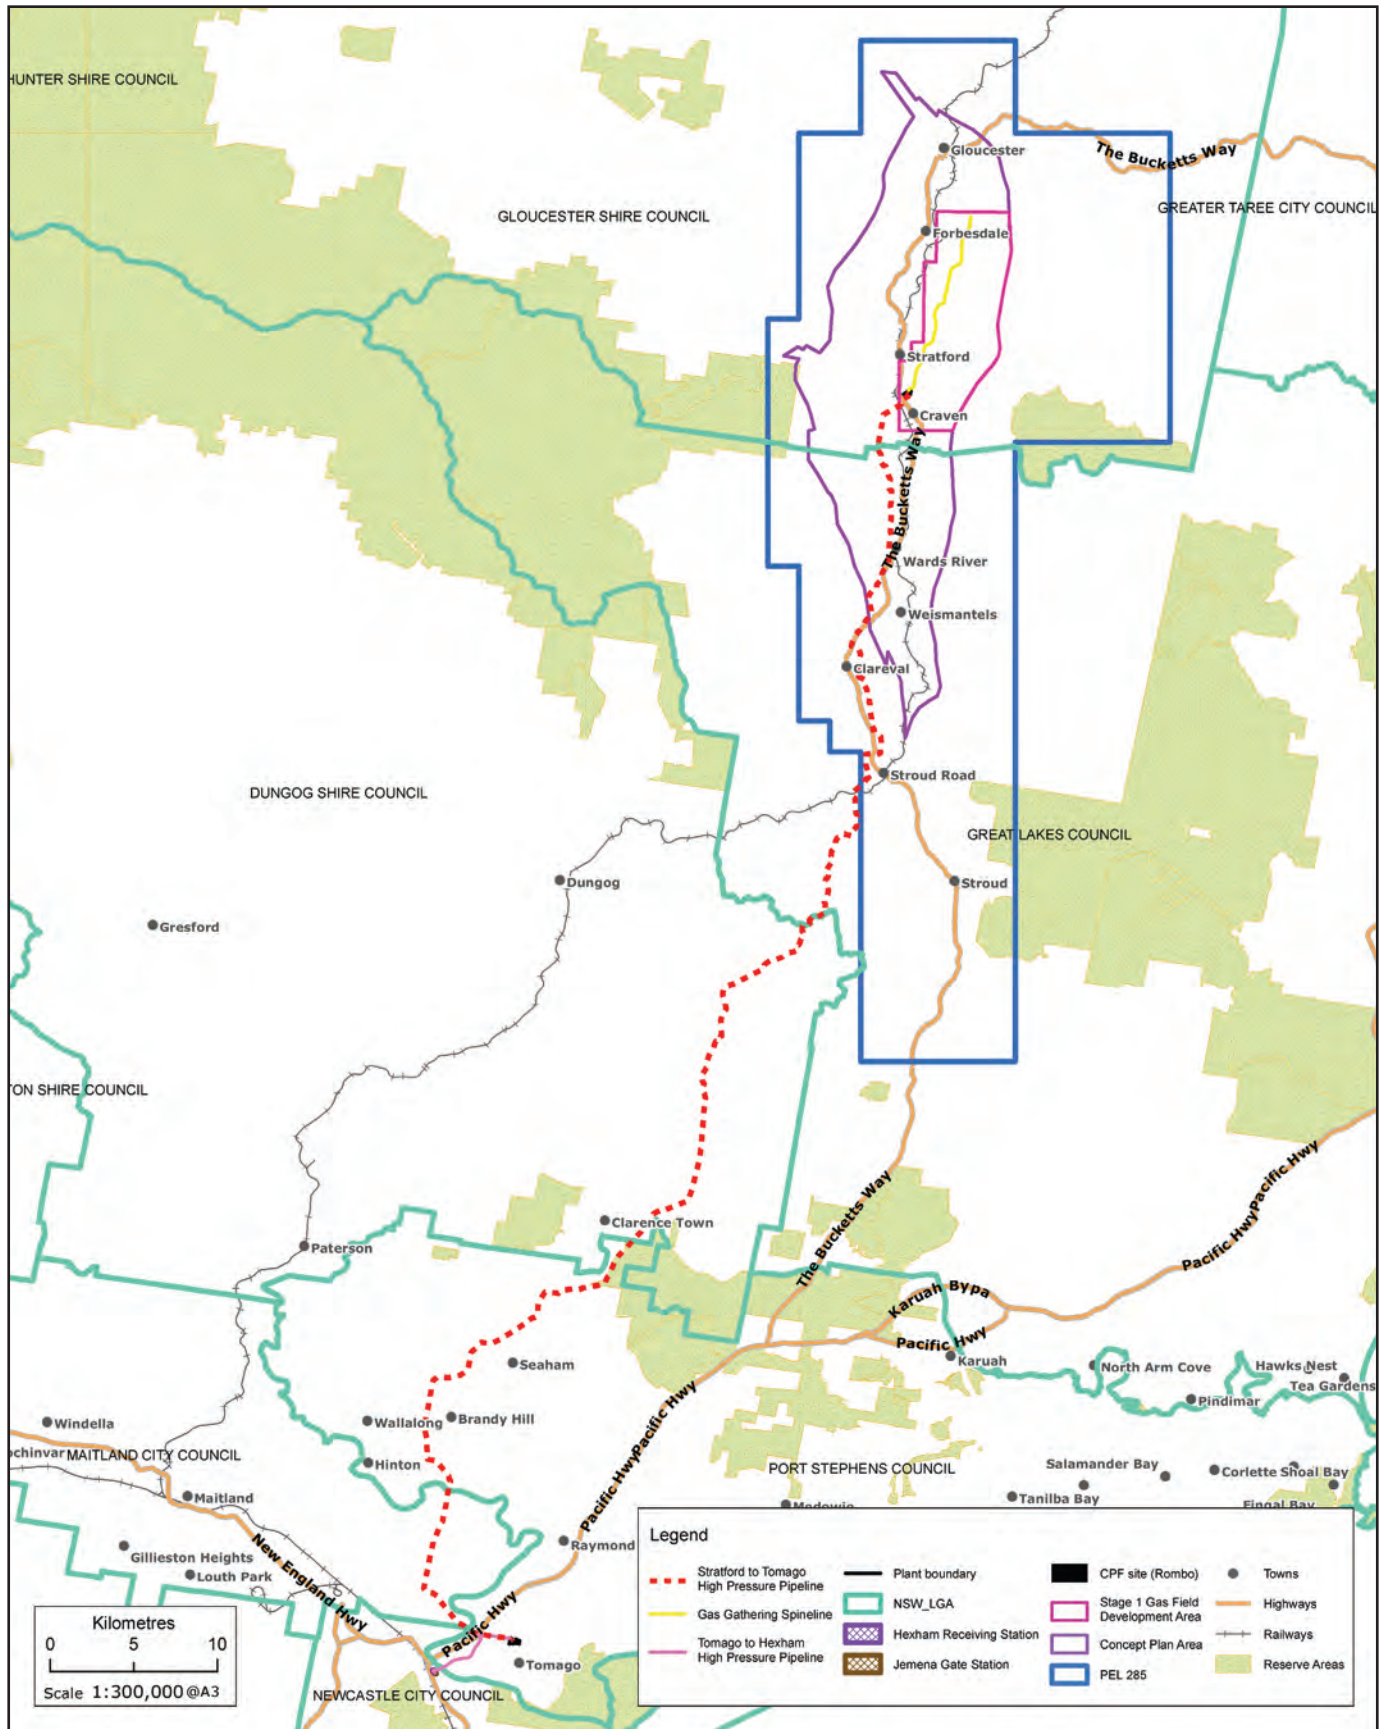 HUNTER SHIRE COUNCIL
Gloucester
The Bucketts Way
GLOUCESTER SHIRE COUNCIL
GREATER TAREE CITY COUNCIL
Forbesdale
Stratford
Craven
The Bucketts Way
Wards River
Weismantels
Clareval
Stroud Road
DUNGOG SHIRE COUNCIL
GREAT LAKES COUNCIL
Dungog
Stroud
Gresford
TON SHIRE COUNCIL
Pacific Hwy
Pacific Hwy
The Bucketts Way
Clarence Town
Paterson
Karuah Bypa
Pacific Hwy
Karuah
Seaham
North Arm Cove
Hawks Nest
Tea Gardens
Pindimar
Windella
Wallalong
Brandy Hill
Pacific Hwy
Pacific Hwy
ochinvar
MAITLAND CITY COUNCIL
Hinton
PORT STEPHENS COUNCIL
Salamander Bay
Corlette
Shoal Bay
Maitland
Tanilba Bay
Medowie
Fingal Bay
New England Hwy
Gillieston Heights
Louth Park
Raymond
Pacific Hwy
Tomago
NEWCASTLE CITY COUNCIL
Kilometres
0 5 10
Scale 1:300,000 @A3
Legend
Stratford to Tomago
High Pressure Pipeline
Gas Gathering Spineline
Tomago to Hexham
High Pressure Pipeline
Plant boundary
NSW_LGA
Hexham Receiving Station
Jemena Gate Station
CPF site (Rombo)
Stage 1 Gas Field
Development Area
Concept Plan Area
PEL 285
Towns
Highways
Railways
Reserve Areas